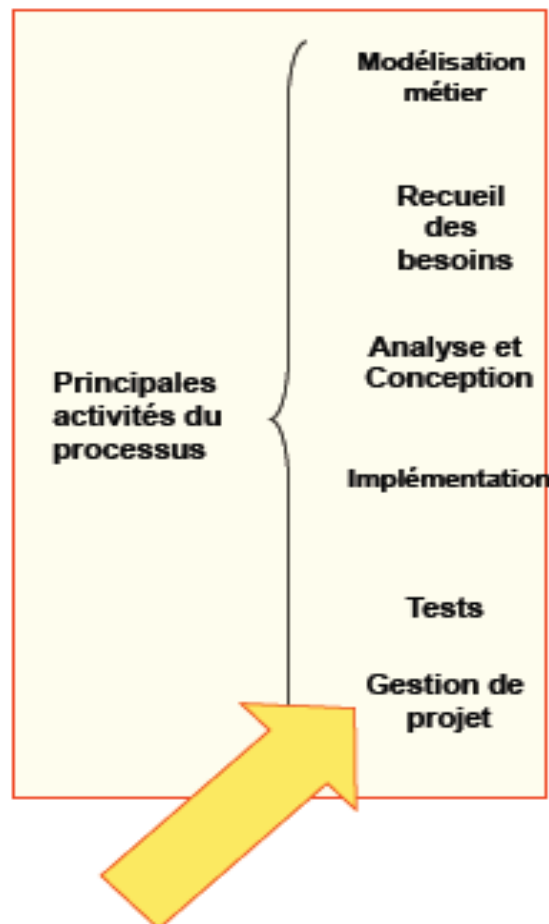 Modélisation
métier
Recueil
des
besoins
Analyse et
Conception
Principales
activités du
processus
Implémentation
Tests
Gestion de
projet